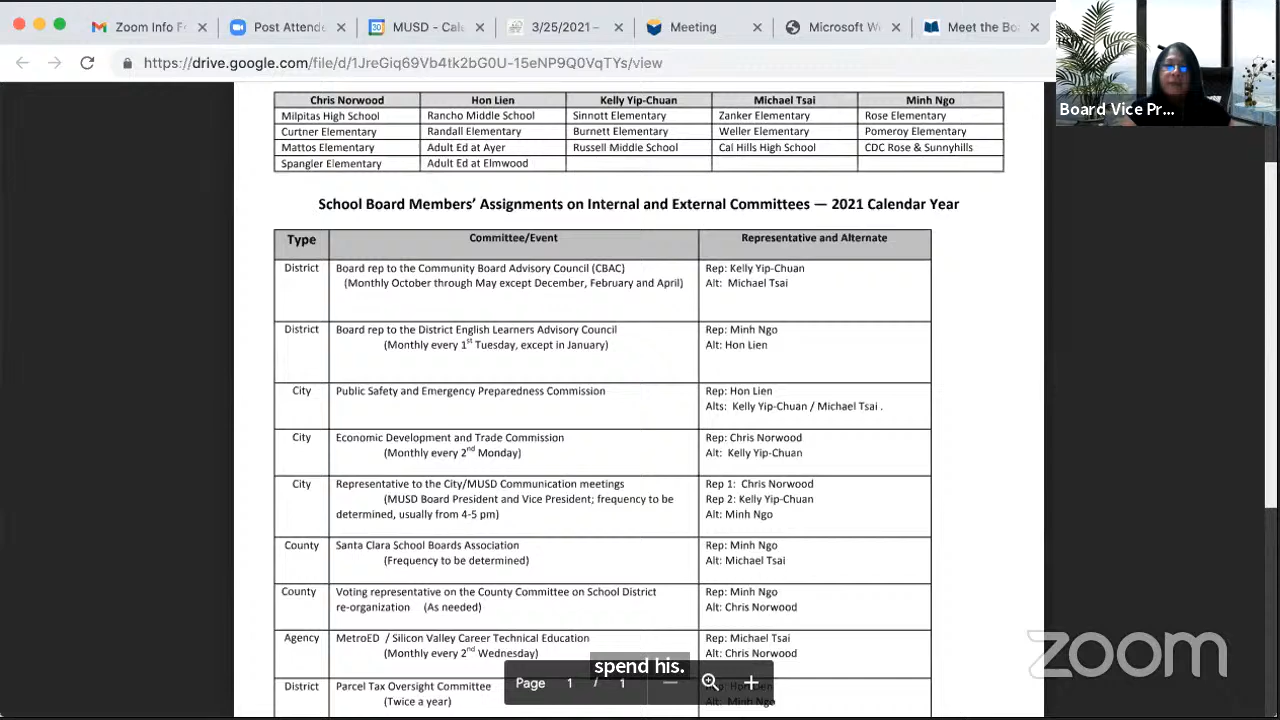 Zoom Info F
Post Attende
MUSD - Cale
3/25/2021 –
Meeting
Microsoft W
Meet the Bo
https://drive.google.com/file/d/1JreGiq69Vb4tk2bG0U-15eNP9Q0VqTYs/view
Board Vice Pr...
Chris Norwood Hon Lien Kelly Yip-Chuan Michael Tsai Minh Ngo
Milpitas High School Rancho Middle School Sinnott Elementary Zanker Elementary Rose Elementary
Curtner Elementary Randall Elementary Burnett Elementary Weller Elementary Pomeroy Elementary
Mattos Elementary Adult Ed at Ayer Russell Middle School Cal Hills High School CDC Rose & Sunnyhills
Spangler Elementary Adult Ed at Elmwood
School Board Members' Assignments on Internal and External Committees — 2021 Calendar Year
Type Committee/Event Representative and Alternate
District Board rep to the Community Board Advisory Council (CBAC) Rep: Kelly Yip-Chuan
(Monthly October through May except December, February and April) Alt: Michael Tsai
District Board rep to the District English Learners Advisory Council Rep: Minh Ngo
(Monthly every 1st Tuesday, except in January) Alt: Hon Lien
City Public Safety and Emergency Preparedness Commission Rep: Hon Lien
Alts: Kelly Yip-Chuan / Michael Tsai .
City Economic Development and Trade Commission Rep: Chris Norwood
(Monthly every 2nd Monday) Alt: Kelly Yip-Chuan
City Representative to the City/MUSD Communication meetings Rep 1: Chris Norwood
(MUSD Board President and Vice President; frequency to be Rep 2: Kelly Yip-Chuan
determined, usually from 4-5 pm) Alt: Minh Ngo
County Santa Clara School Boards Association Rep: Minh Ngo
(Frequency to be determined) Alt: Michael Tsai
County Voting representative on the County Committee on School District Rep: Minh Ngo
re-organization (As needed) Alt: Chris Norwood
Agency MetroED / Silicon Valley Career Technical Education Rep: Michael Tsai
(Monthly every 2nd Wednesday) Alt: Chris Norwood
spend his.
District Parcel Tax Oversight Committee Rep: Hon Lien
(Twice a year) Alt: Minh Ngo
Page 1 / 1
zoom